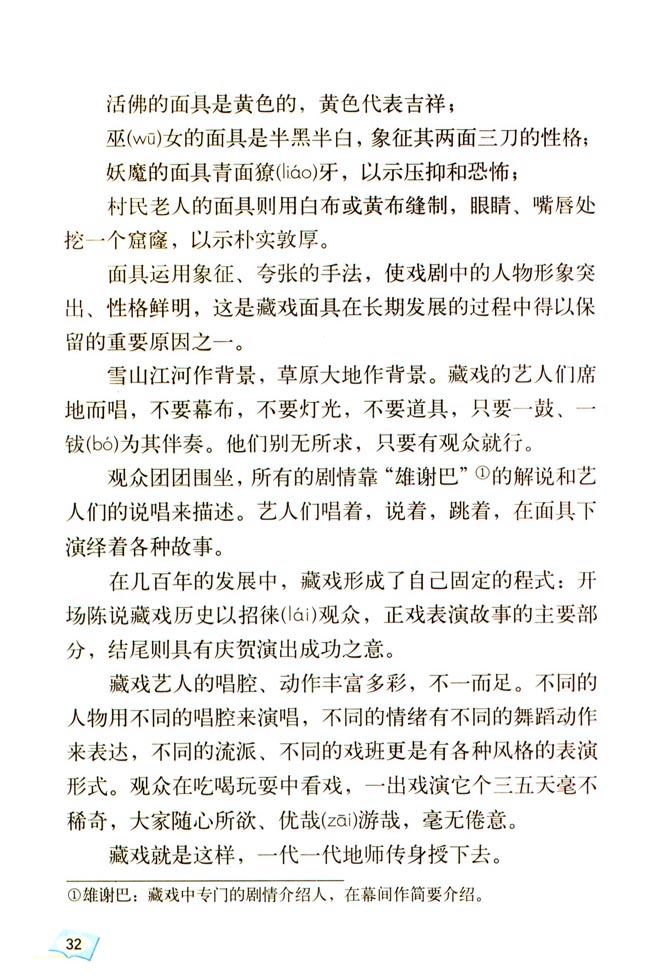 活佛的面具是黄色的，黄色代表吉祥；
巫(wū)女的面具是半黑半白，象征其两面三刀的性格；
妖魔的面具青面獠(liáo)牙，以示压抑和恐怖；
村民老人的面具则用白布或黄布缝制，眼睛、嘴唇处
挖一个窟窿，以示朴实敦厚。
面具运用象征、夸张的手法，使戏剧中的人物形象突
出、性格鲜明，这是藏戏面具在长期发展的过程中得以保
留的重要原因之一。
雪山江河作背景，草原大地作背景。藏戏的艺人们席
地而唱，不要幕布，不要灯光，不要道具，只要一鼓、一
钹(bó)为其伴奏。他们别无所求，只要有观众就行。
观众团团围坐，所有的剧情靠“雄谢巴”①的解说和艺
人们的说唱来描述。艺人们唱着，说着，跳着，在面具下
演绎着各种故事。
在几百年的发展中，藏戏形成了自己固定的程式：开
场陈说藏戏历史以招徕(lái)观众，正戏表演故事的主要部
分，结尾则具有庆贺演出成功之意。
藏戏艺人的唱腔、动作丰富多彩，不一而足。不同的
人物用不同的唱腔来演唱，不同的情绪有不同的舞蹈动作
来表达，不同的流派、不同的戏班更是有各种风格的表演
形式。观众在吃喝玩耍中看戏，一出戏演它个三五天毫不
稀奇，大家随心所欲、优哉(zāi)游哉，毫无倦意。
藏戏就是这样，一代一代地师传身授下去。
①雄谢巴：藏戏中专门的剧情介绍人，在幕间作简要介绍。
32